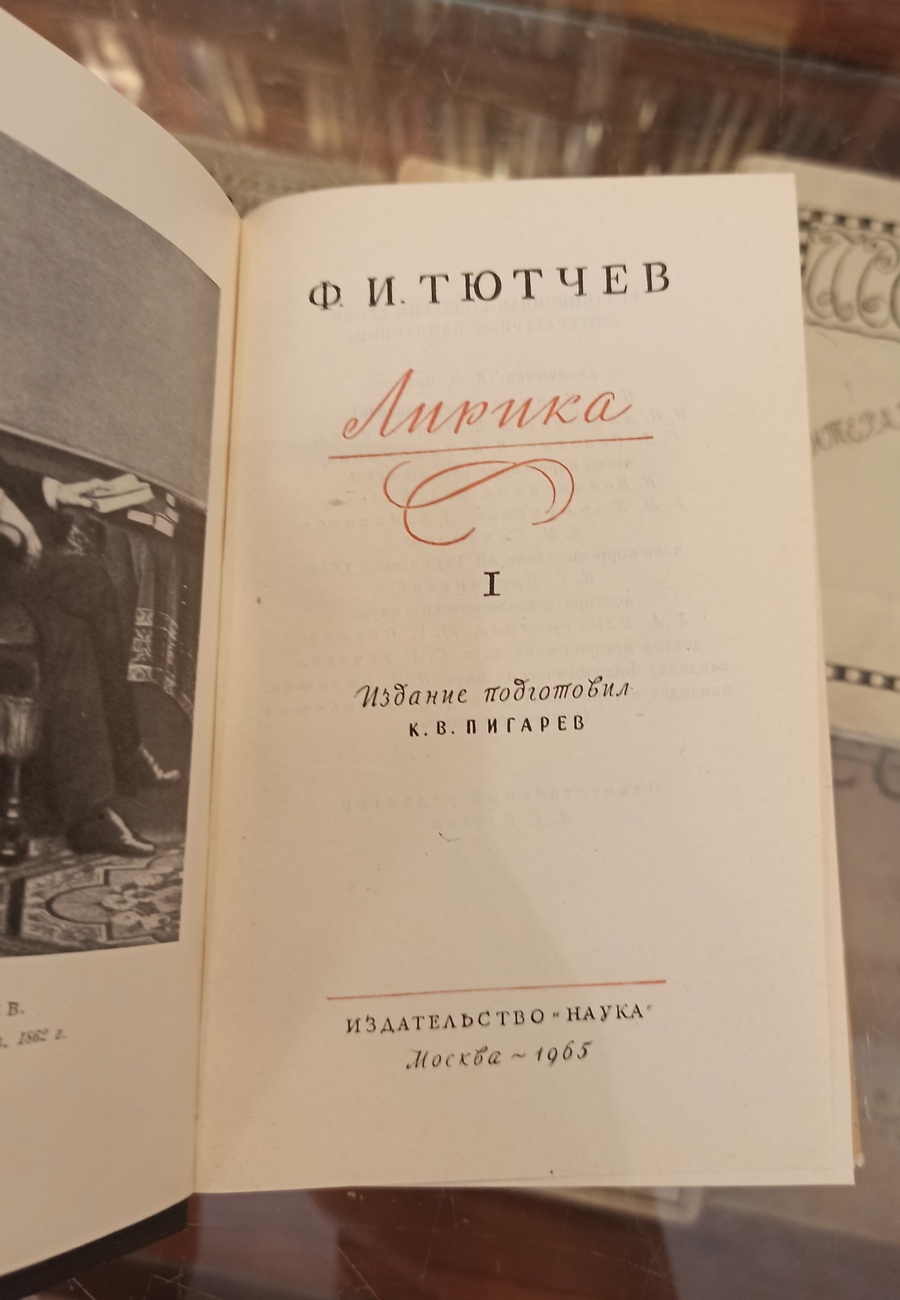 В.
1862 г.
Ф. И. ТЮТЧЕВ
Лирика
I
Издание подготовил
К. В. ПИГАРЕВ
ИЗДАТЕЛЬСТВО "НАУКА"
Москва ~ 1965